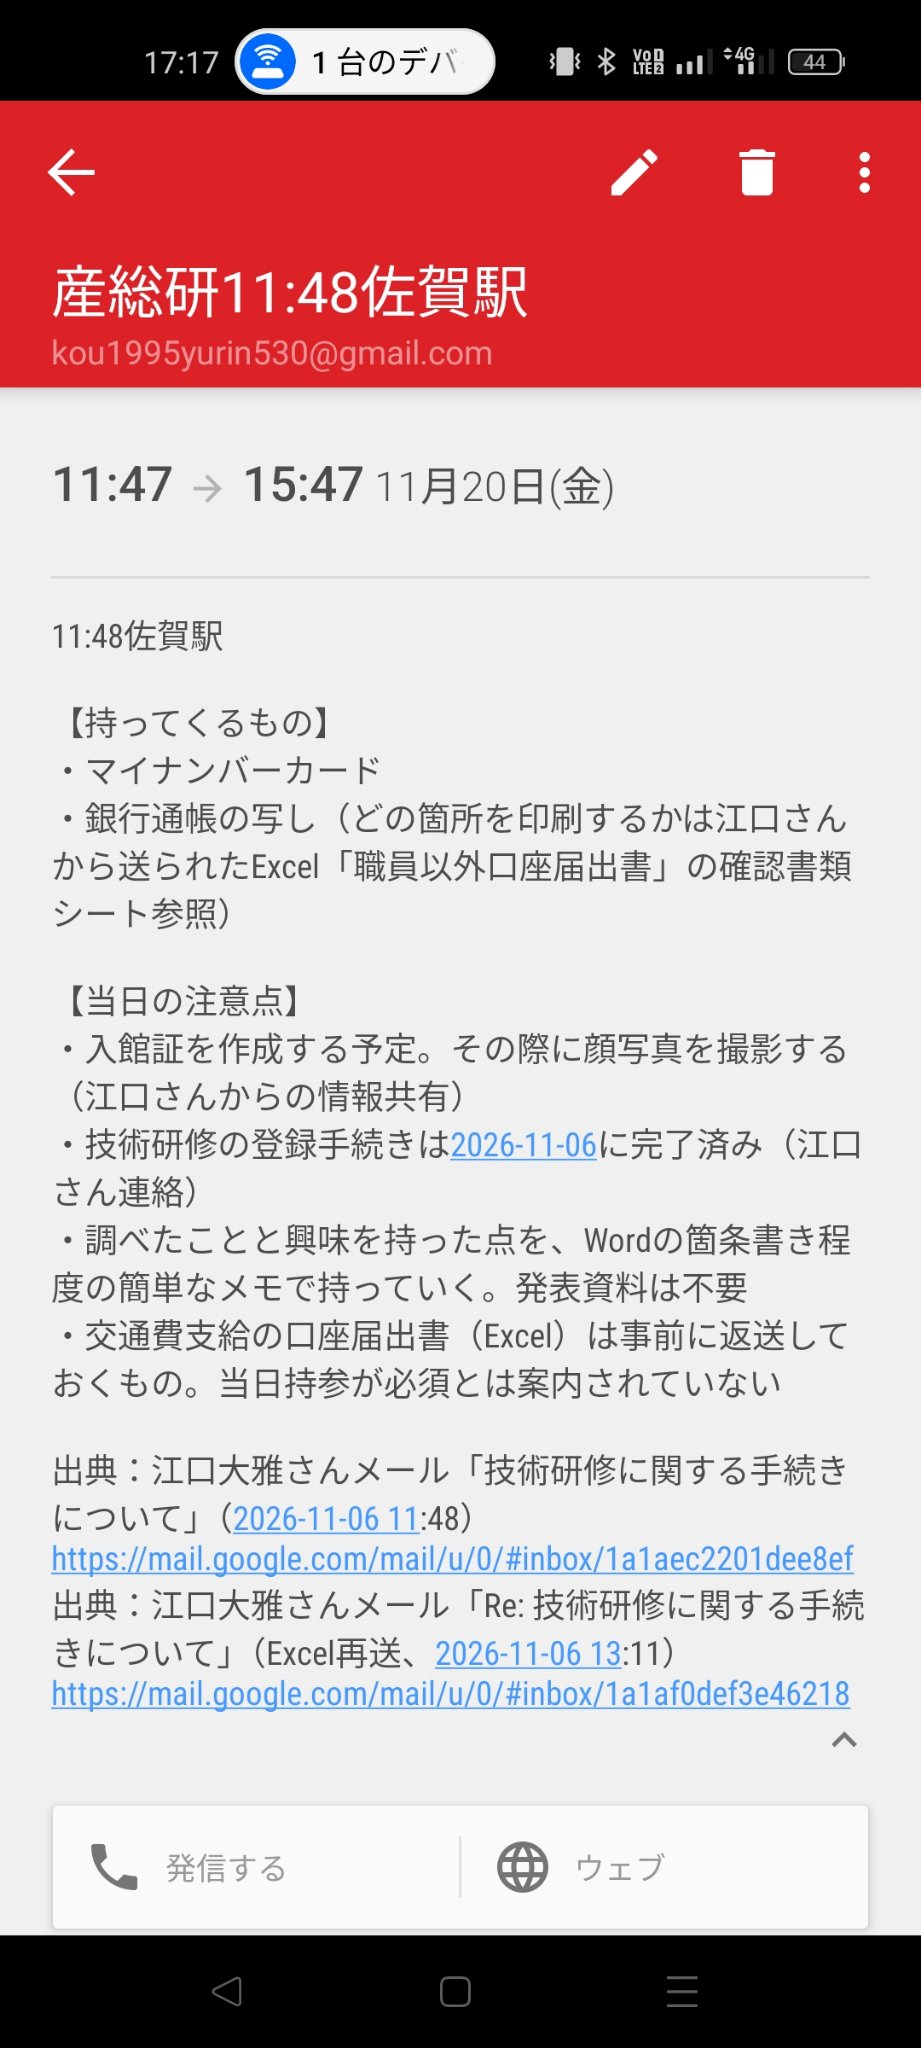 17:17
1 台のデバ
VoD LTE 2
4G
44
産総研11:48佐賀駅
kou1995yurin530@gmail.com
11:47 → 15:47 11月20日(金)
11:48佐賀駅
【持ってくるもの】
・マイナンバーカード
・銀行通帳の写し（どの箇所を印刷するかは江口さん
から送られたExcel「職員以外口座届出書」の確認書類
シート参照）
【当日の注意点】
・入館証を作成する予定。その際に顔写真を撮影する
（江口さんからの情報共有）
・技術研修の登録手続きは2026-11-06に完了済み（江口
さん連絡）
・調べたことと興味を持った点を、Wordの箇条書き程
度の簡単なメモで持っていく。発表資料は不要
・交通費支給の口座届出書（Excel）は事前に返送して
おくもの。当日持参が必須とは案内されていない
出典：江口大雅さんメール「技術研修に関する手続き
について」（2026-11-06 11:48）
https://mail.google.com/mail/u/0/#inbox/1a1aec2201dee8ef
出典：江口大雅さんメール「Re: 技術研修に関する手続
きについて」（Excel再送、2026-11-06 13:11）
https://mail.google.com/mail/u/0/#inbox/1a1af0def3e46218
発信する
ウェブ